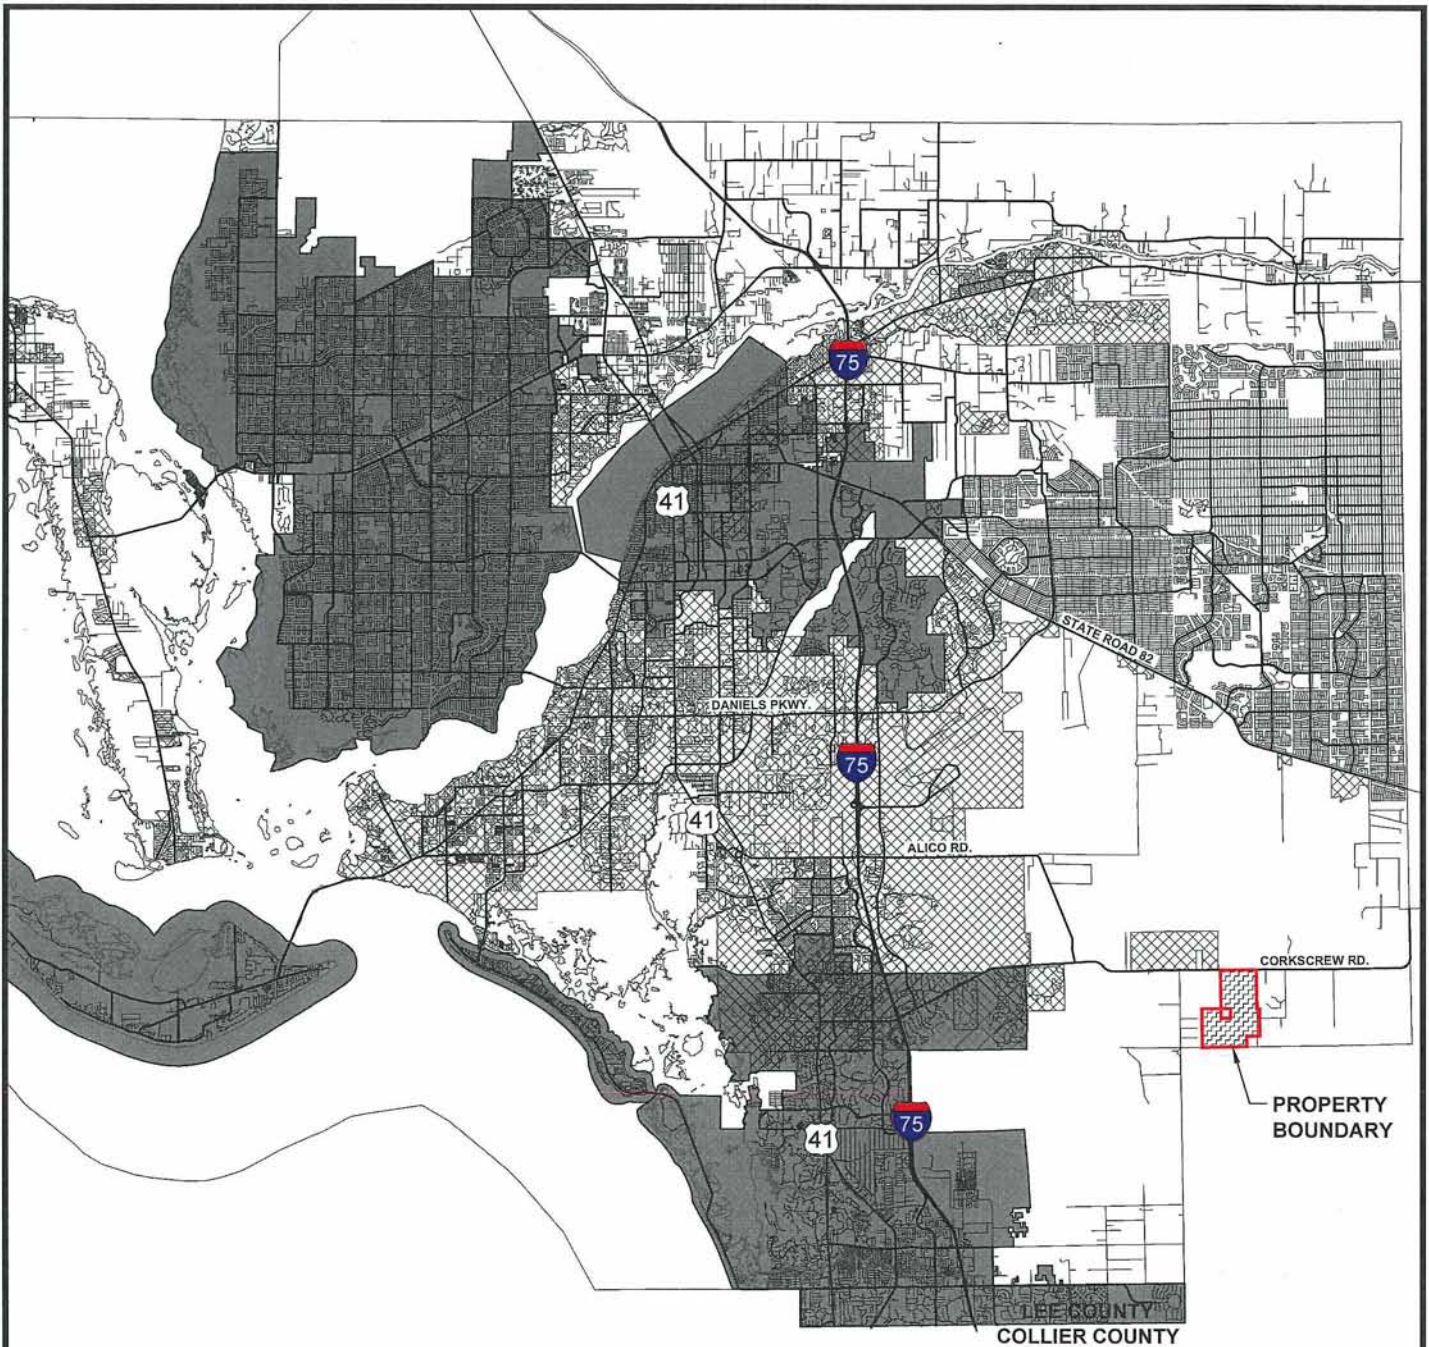 75
41
STATE ROAD 82
DANIELS PKWY.
75
41
ALICO RD.
CORKSCREW RD.
PROPERTY
BOUNDARY
75
41
LEE COUNTY
COLLIER COUNTY